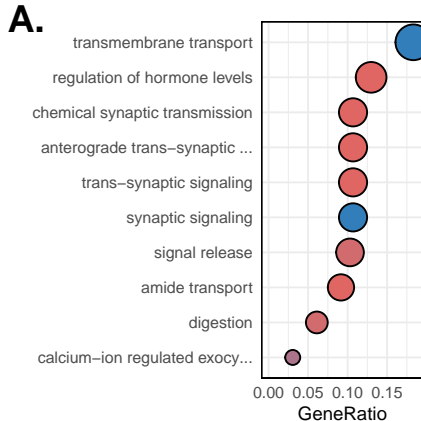 A.
transmembrane transport
regulation of hormone levels
chemical synaptic transmission
anterograde trans−synaptic ...
trans−synaptic signaling
synaptic signaling
signal release
amide transport
digestion
calcium−ion regulated exocy...
0.00 0.05 0.10 0.15
GeneRatio